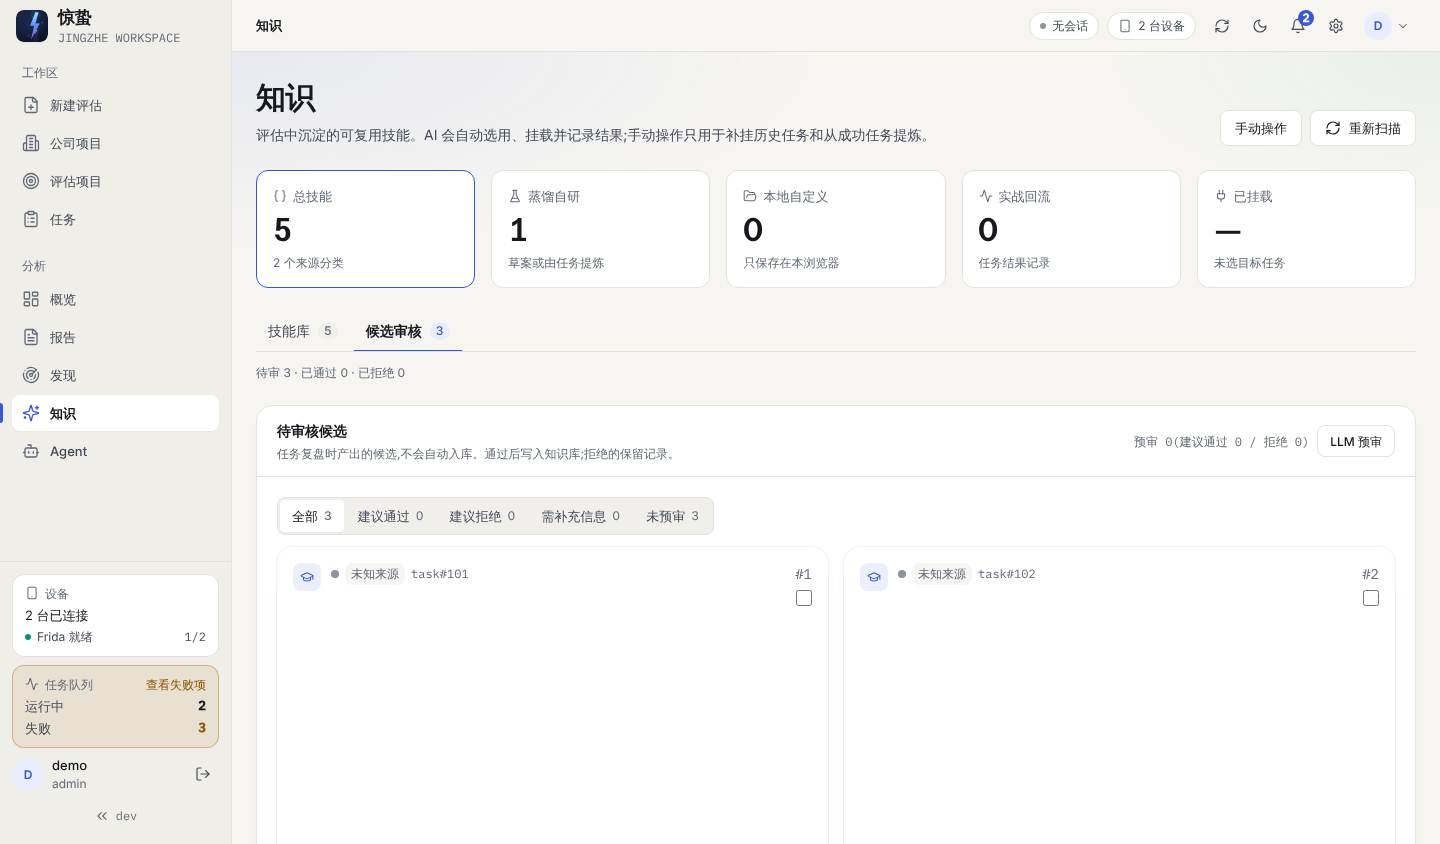 惊蛰
JINGZHE WORKSPACE
工作区
新建评估
公司项目
评估项目
任务
分析
概览
报告
发现
知识
Agent
设备
2 台已连接
Frida 就绪 1/2
任务队列 查看失败项
运行中 2
失败 3
D demo
admin
dev
知识
无会话
2 台设备
2
D
知识
评估中沉淀的可复用技能。AI 会自动选用、挂载并记录结果;手动操作只用于补挂历史任务和从成功任务提炼。
手动操作
重新扫描
总技能
5
2 个来源分类
蒸馏自研
1
草案或由任务提炼
本地自定义
0
只保存在本浏览器
实战回流
0
任务结果记录
已挂载
—
未选目标任务
技能库 5
候选审核 3
待审 3 · 已通过 0 · 已拒绝 0
待审核候选
任务复盘时产出的候选,不会自动入库。通过后写入知识库;拒绝的保留记录。
预审 0(建议通过 0 / 拒绝 0)
LLM 预审
全部 3
建议通过 0
建议拒绝 0
需补充信息 0
未预审 3
未知来源 task#101 #1
未知来源 task#102 #2